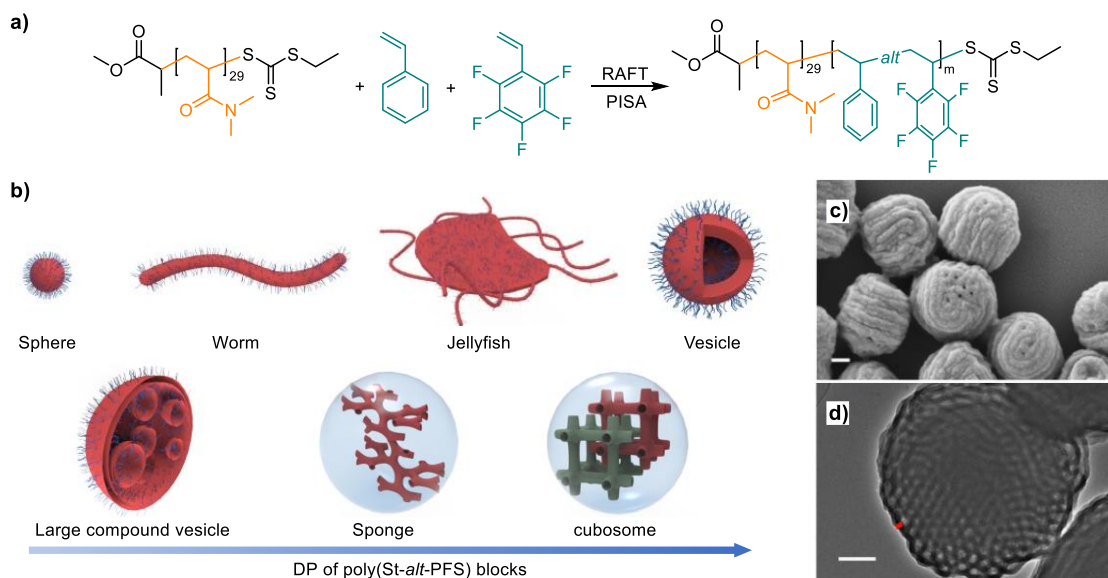 a)
O
O
29
S
S
S
O
N
+
+
F
F
F
F
F
RAFT
PISA
O
O
29
alt
m
S
S
S
O
N
F
F
F
F
F
b)
Sphere
Worm
Jellyfish
Vesicle
Large compound vesicle
Sponge
cubosome
DP of poly(St-alt-PFS) blocks
c)
d)